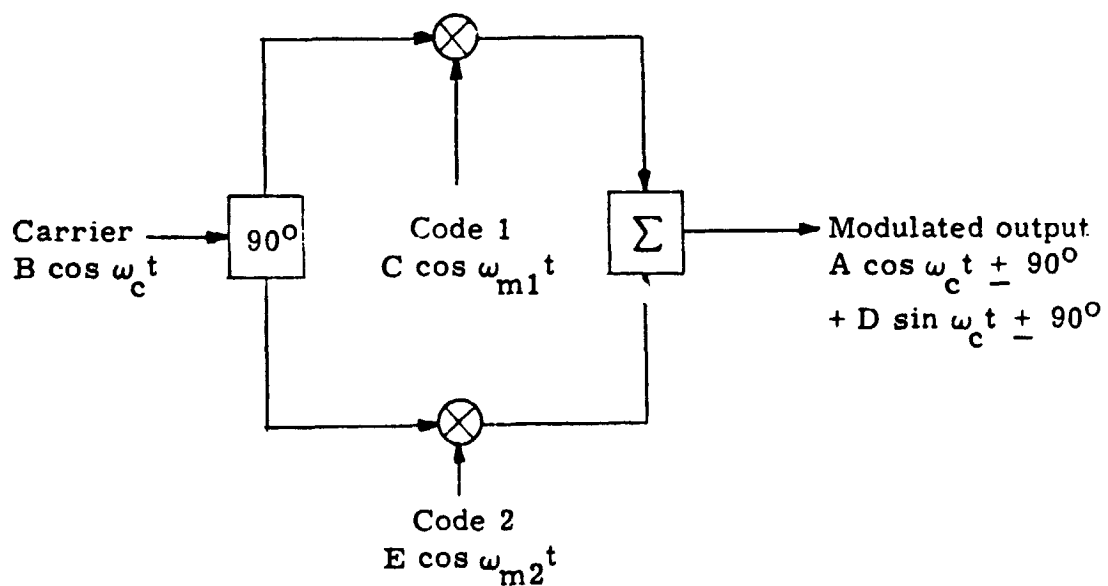 Carrier
B cos ω_c t
90°
Code 1
C cos ω_m1 t
Σ
Modulated output
A cos ω_c t ± 90°
+ D sin ω_c t ± 90°
Code 2
E cos ω_m2 t